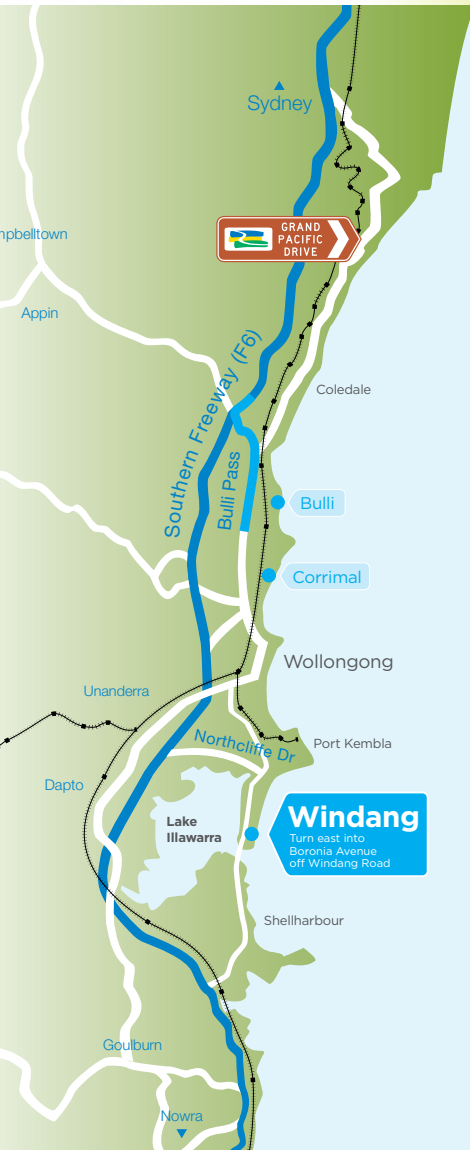 Sydney
GRAND
PACIFIC
DRIVE
mpbelltown
Appin
Southern Freeway (F6)
Coledale
Bulli Pass
Bulli
Corrimal
Wollongong
Unanderra
Northcliffe Dr
Port Kembla
Dapto
Windang
Turn east into
Boronia Avenue
off Windang Road
Lake
Illawarra
Shellharbour
Goulburn
Nowra